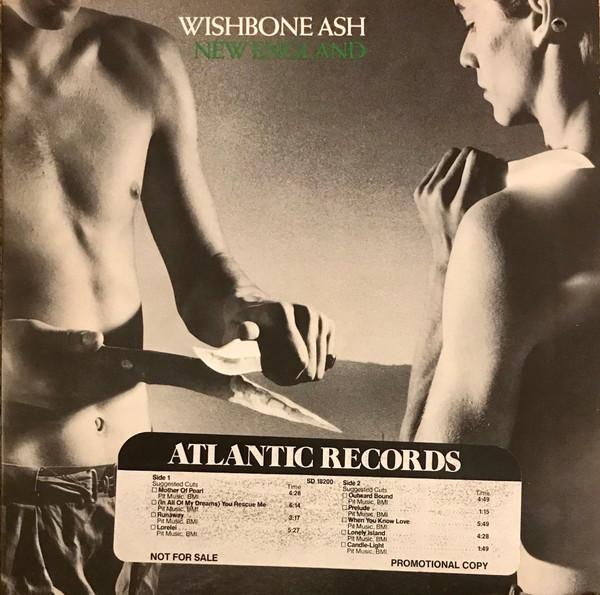 WISHBONE ASH
NEW ENGLAND
ATLANTIC RECORDS
SD 18200
Side 1
Suggested Cuts Time
Mother Of Pearl 4:28
Pit Music, BMI
(In All Of My Dreams) You Rescue Me 6:14
Pit Music, BMI
Runaway 3:17
Pit Music, BMI
Lorelei 5:27
Pit Music, BMI
Side 2
Suggested Cuts Time
Outward Bound 4:49
Pit Music, BMI
Prelude 1:15
Pit Music, BMI
When You Know Love 5:49
Pit Music, BMI
Lonely Island 4:28
Pit Music, BMI
Candle-Light 1:49
Pit Music, BMI
NOT FOR SALE
PROMOTIONAL COPY